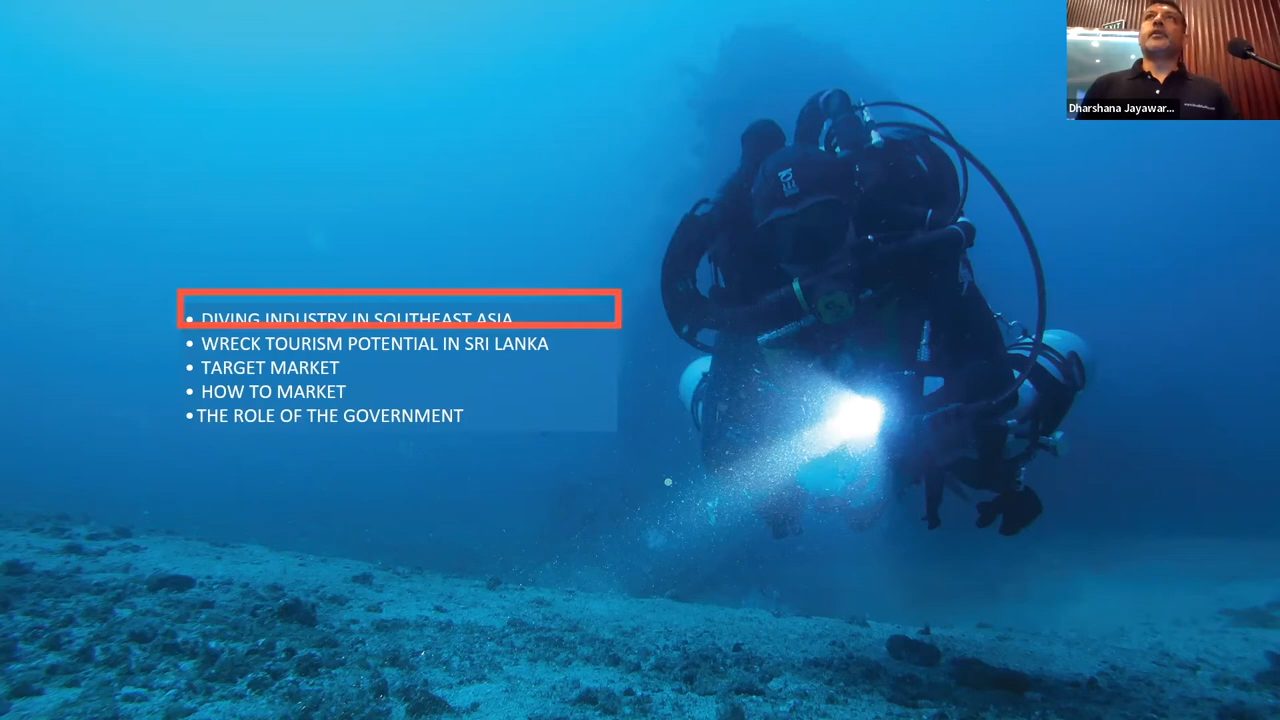 EXIT
Dharshana Jayawar...
• DIVING INDUSTRY IN SOUTHEAST ASIA
• WRECK TOURISM POTENTIAL IN SRI LANKA
• TARGET MARKET
• HOW TO MARKET
• THE ROLE OF THE GOVERNMENT